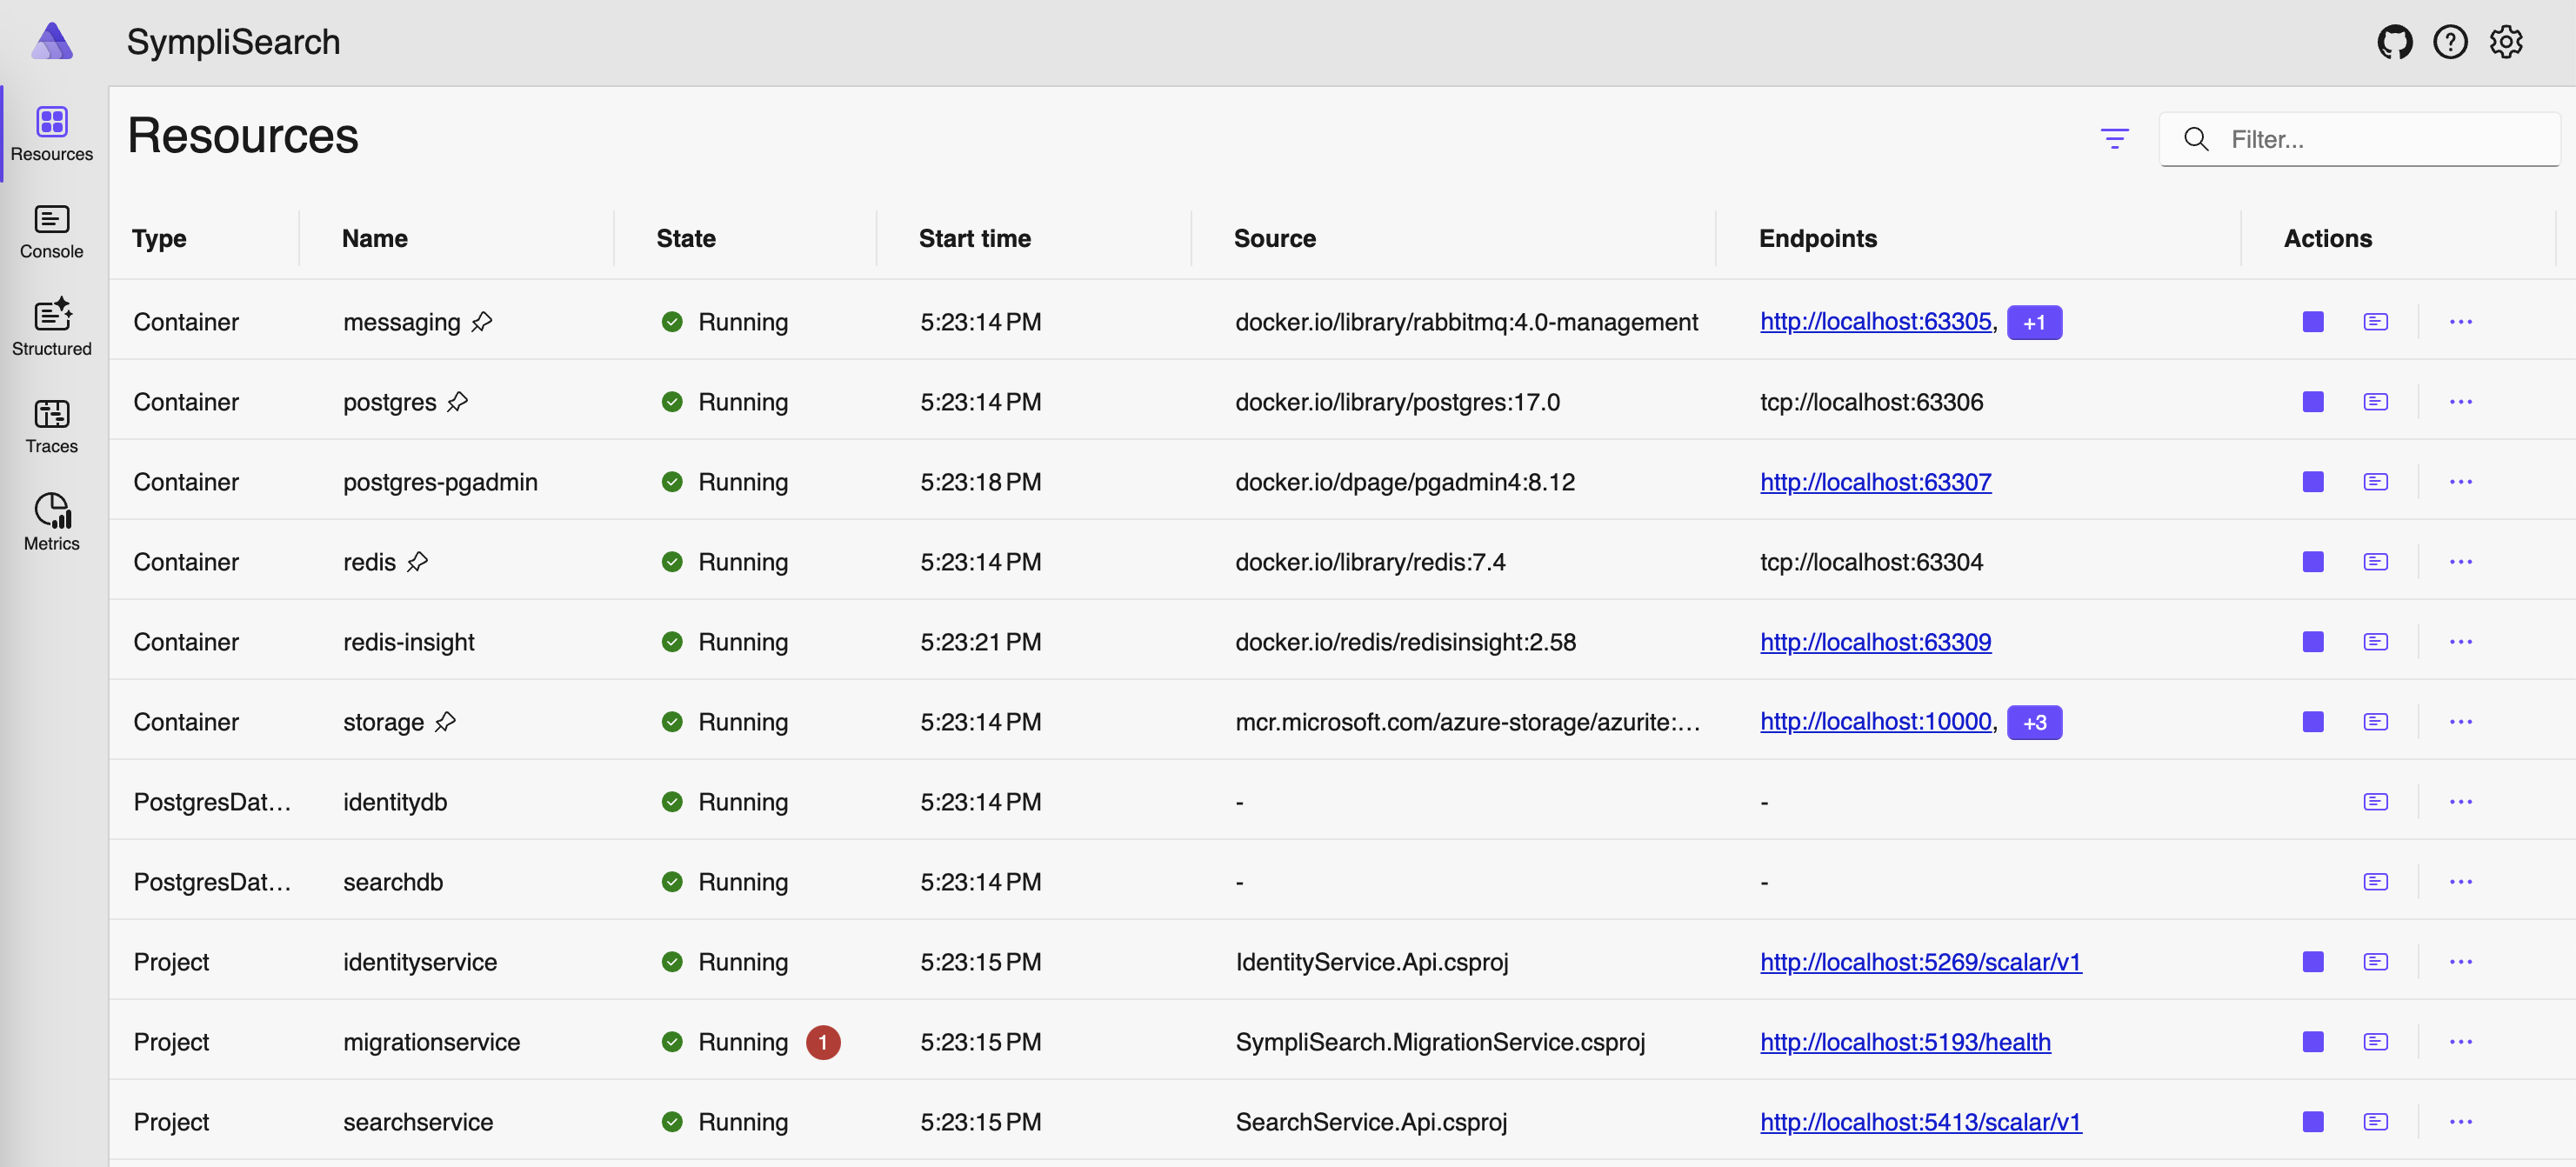 SympliSearch
Resources
Console
Structured
Traces
Metrics
Resources
Filter...
Type Name State Start time Source Endpoints Actions
Container messaging Running 5:23:14 PM docker.io/library/rabbitmq:4.0-management http://localhost:63305, +1
Container postgres Running 5:23:14 PM docker.io/library/postgres:17.0 tcp://localhost:63306
Container postgres-pgadmin Running 5:23:18 PM docker.io/dpage/pgadmin4:8.12 http://localhost:63307
Container redis Running 5:23:14 PM docker.io/library/redis:7.4 tcp://localhost:63304
Container redis-insight Running 5:23:21 PM docker.io/redis/redisinsight:2.58 http://localhost:63309
Container storage Running 5:23:14 PM mcr.microsoft.com/azure-storage/azurite:... http://localhost:10000, +3
PostgresDat... identitydb Running 5:23:14 PM - -
PostgresDat... searchdb Running 5:23:14 PM - -
Project identityservice Running 5:23:15 PM IdentityService.Api.csproj http://localhost:5269/scalar/v1
Project migrationservice Running 1 5:23:15 PM SympliSearch.MigrationService.csproj http://localhost:5193/health
Project searchservice Running 5:23:15 PM SearchService.Api.csproj http://localhost:5413/scalar/v1